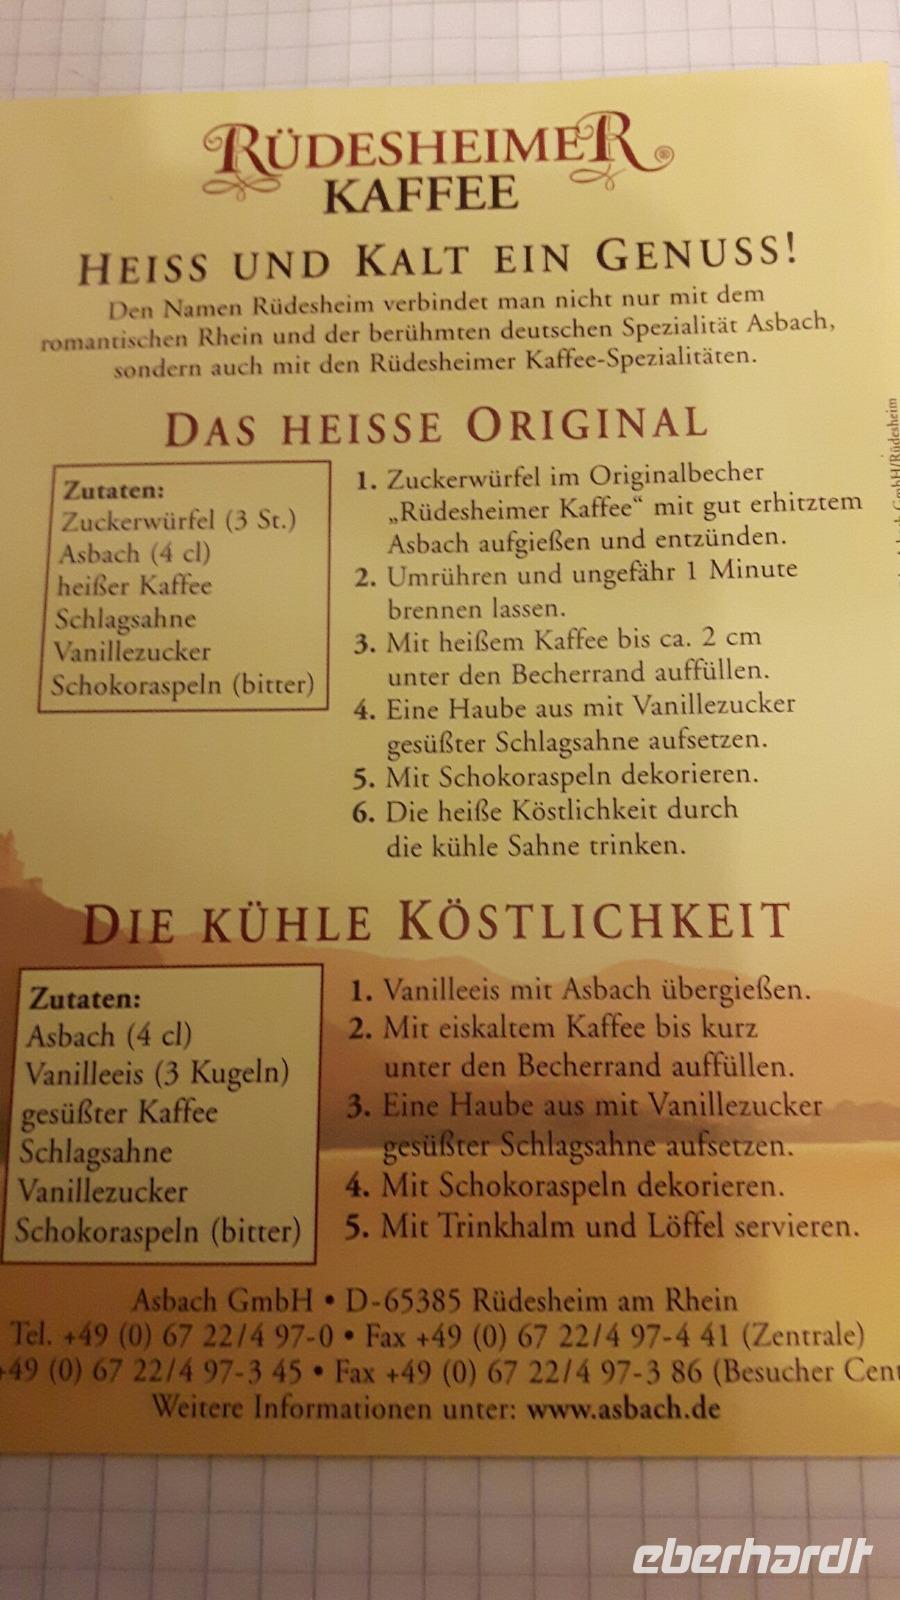 RÜDESHEIMER®
KAFFEE
HEISS UND KALT EIN GENUSS!
Den Namen Rüdesheim verbindet man nicht nur mit dem
romantischen Rhein und der berühmten deutschen Spezialität Asbach,
sondern auch mit den Rüdesheimer Kaffee-Spezialitäten.
DAS HEISSE ORIGINAL
Zutaten:
Zuckerwürfel (3 St.)
Asbach (4 cl)
heißer Kaffee
Schlagsahne
Vanillezucker
Schokoraspeln (bitter)
1. Zuckerwürfel im Originalbecher
„Rüdesheimer Kaffee“ mit gut erhitztem
Asbach aufgießen und entzünden.
2. Umrühren und ungefähr 1 Minute
brennen lassen.
3. Mit heißem Kaffee bis ca. 2 cm
unter den Becherrand auffüllen.
4. Eine Haube aus mit Vanillezucker
gesüßter Schlagsahne aufsetzen.
5. Mit Schokoraspeln dekorieren.
6. Die heiße Köstlichkeit durch
die kühle Sahne trinken.
DIE KÜHLE KÖSTLICHKEIT
Zutaten:
Asbach (4 cl)
Vanilleeis (3 Kugeln)
gesüßter Kaffee
Schlagsahne
Vanillezucker
Schokoraspeln (bitter)
1. Vanilleeis mit Asbach übergießen.
2. Mit eiskaltem Kaffee bis kurz
unter den Becherrand auffüllen.
3. Eine Haube aus mit Vanillezucker
gesüßter Schlagsahne aufsetzen.
4. Mit Schokoraspeln dekorieren.
5. Mit Trinkhalm und Löffel servieren.
Asbach GmbH • D-65385 Rüdesheim am Rhein
Tel. +49 (0) 67 22/4 97-0 • Fax +49 (0) 67 22/4 97-4 41 (Zentrale)
+49 (0) 67 22/4 97-3 45 • Fax +49 (0) 67 22/4 97-3 86 (Besucher Cen
Weitere Informationen unter: www.asbach.de
GmbH/Rüdesheim
eberhardt